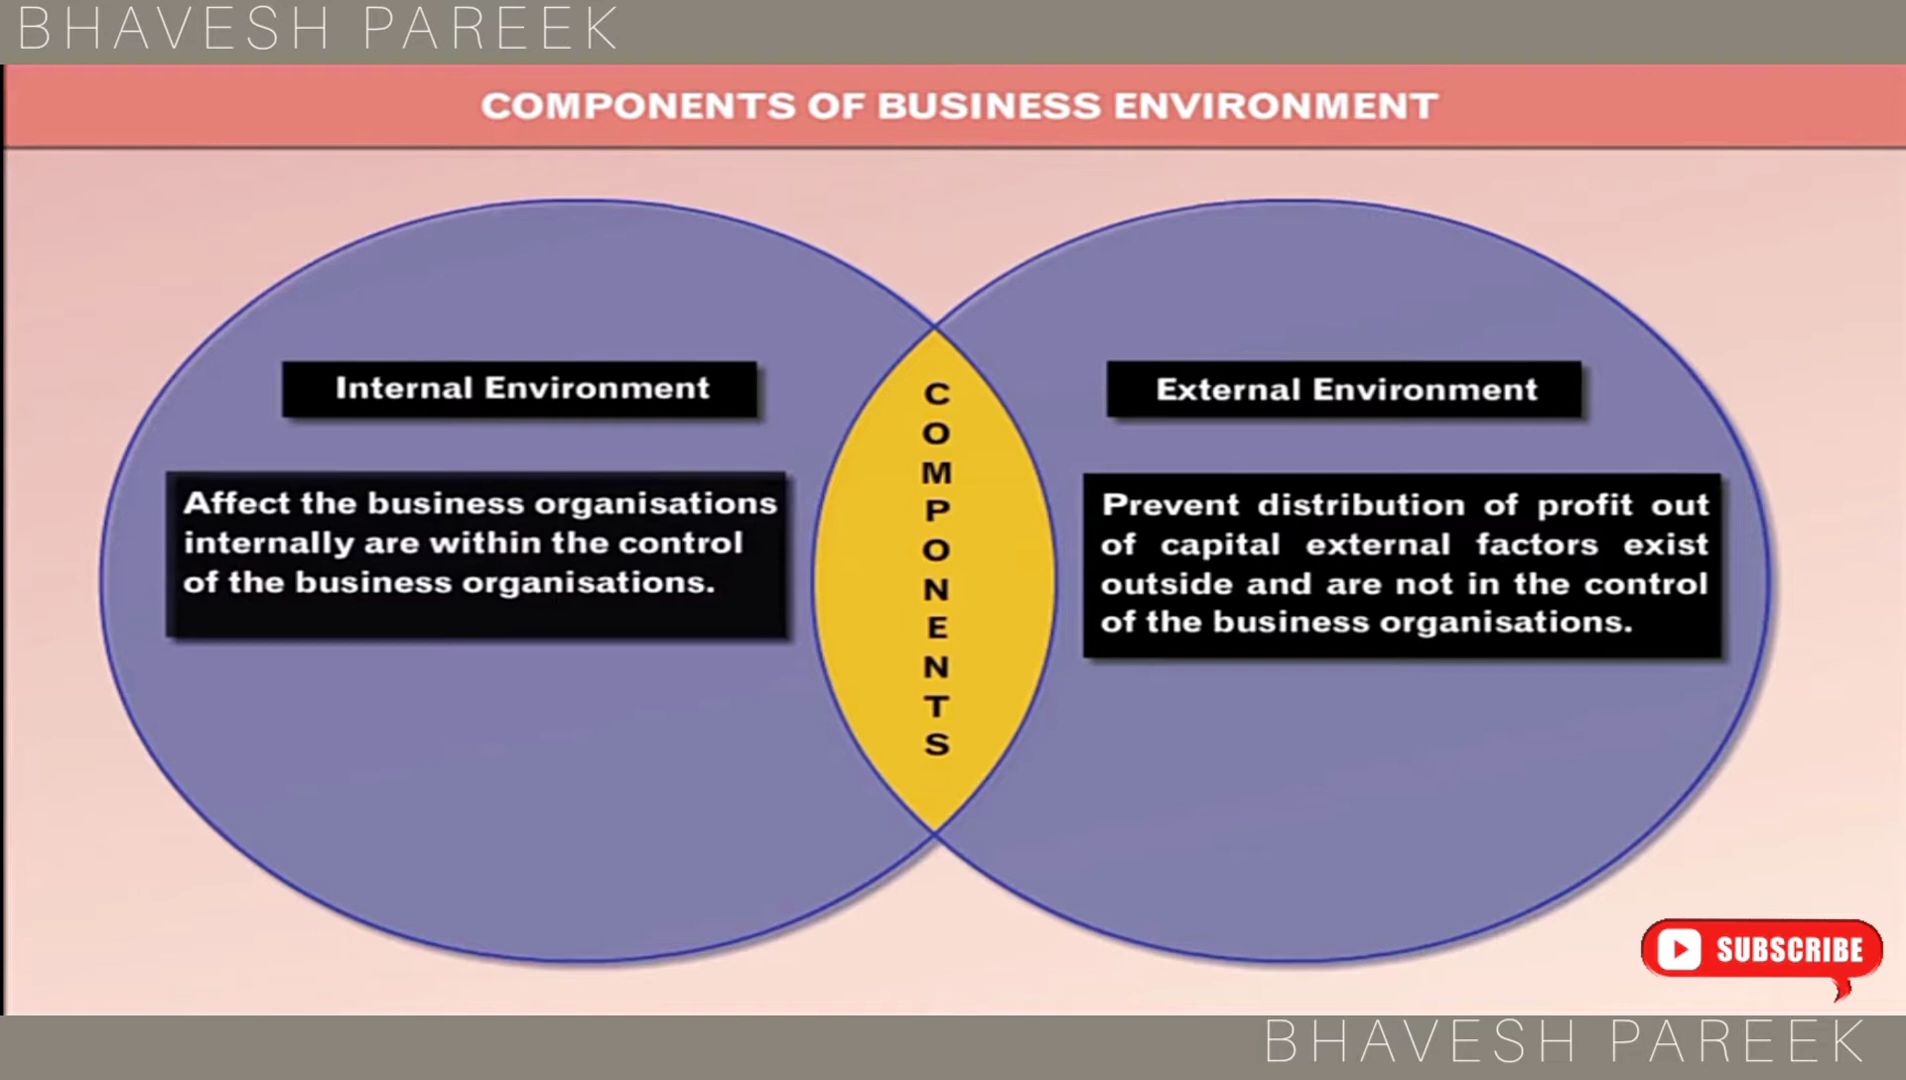 BHAVESH PAREEK
COMPONENTS OF BUSINESS ENVIRONMENT
Internal Environment
Affect the business organisations
internally are within the control
of the business organisations.
C
O
M
P
O
N
E
N
T
S
External Environment
Prevent distribution of profit out
of capital external factors exist
outside and are not in the control
of the business organisations.
SUBSCRIBE
BHAVESH PAREEK